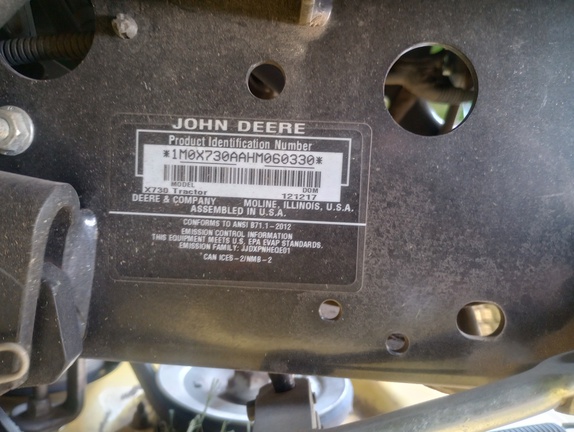 JOHN DEERE
Product Identification Number
*1M0X730AAHM060330*
MODEL DOM
X730 Tractor 121217
DEERE & COMPANY MOLINE, ILLINOIS, U.S.A.
ASSEMBLED IN U.S.A.
CONFORMS TO ANSI B71.1-2012
EMISSION CONTROL INFORMATION
THIS EQUIPMENT MEETS U.S. EPA EVAP STANDARDS.
EMISSION FAMILY: JJDXPNHEQE01
CAN ICES-2/NMB-2